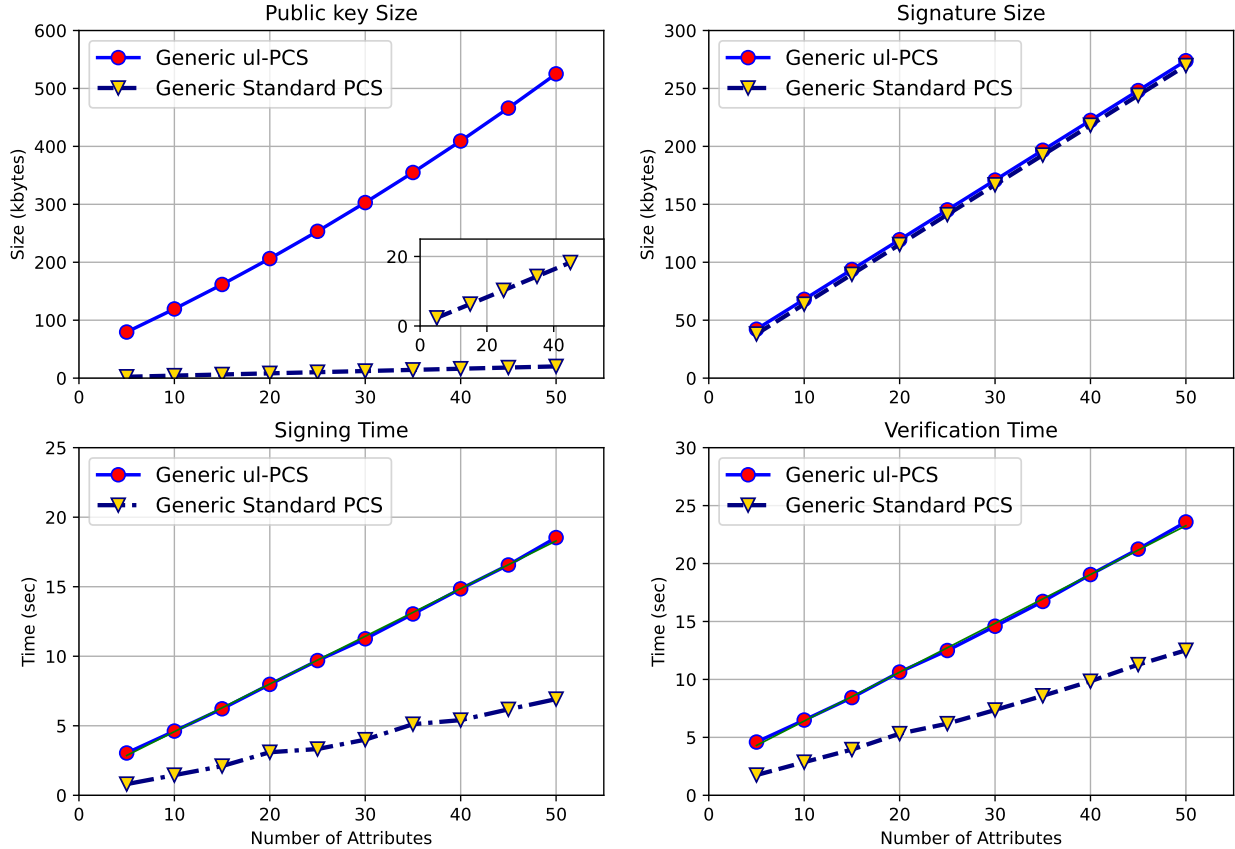 Public key Size
600
500
400
300
200
100
0
Size (kbytes)
Generic ul-PCS
Generic Standard PCS
20
0
0 20 40
0 10 20 30 40 50
Signature Size
300
250
200
150
100
50
0
Size (kbytes)
Generic ul-PCS
Generic Standard PCS
0 10 20 30 40 50
Signing Time
25
20
15
10
5
0
Time (sec)
Generic ul-PCS
Generic Standard PCS
0 10 20 30 40 50
Number of Attributes
Verification Time
30
25
20
15
10
5
0
Time (sec)
Generic ul-PCS
Generic Standard PCS
0 10 20 30 40 50
Number of Attributes